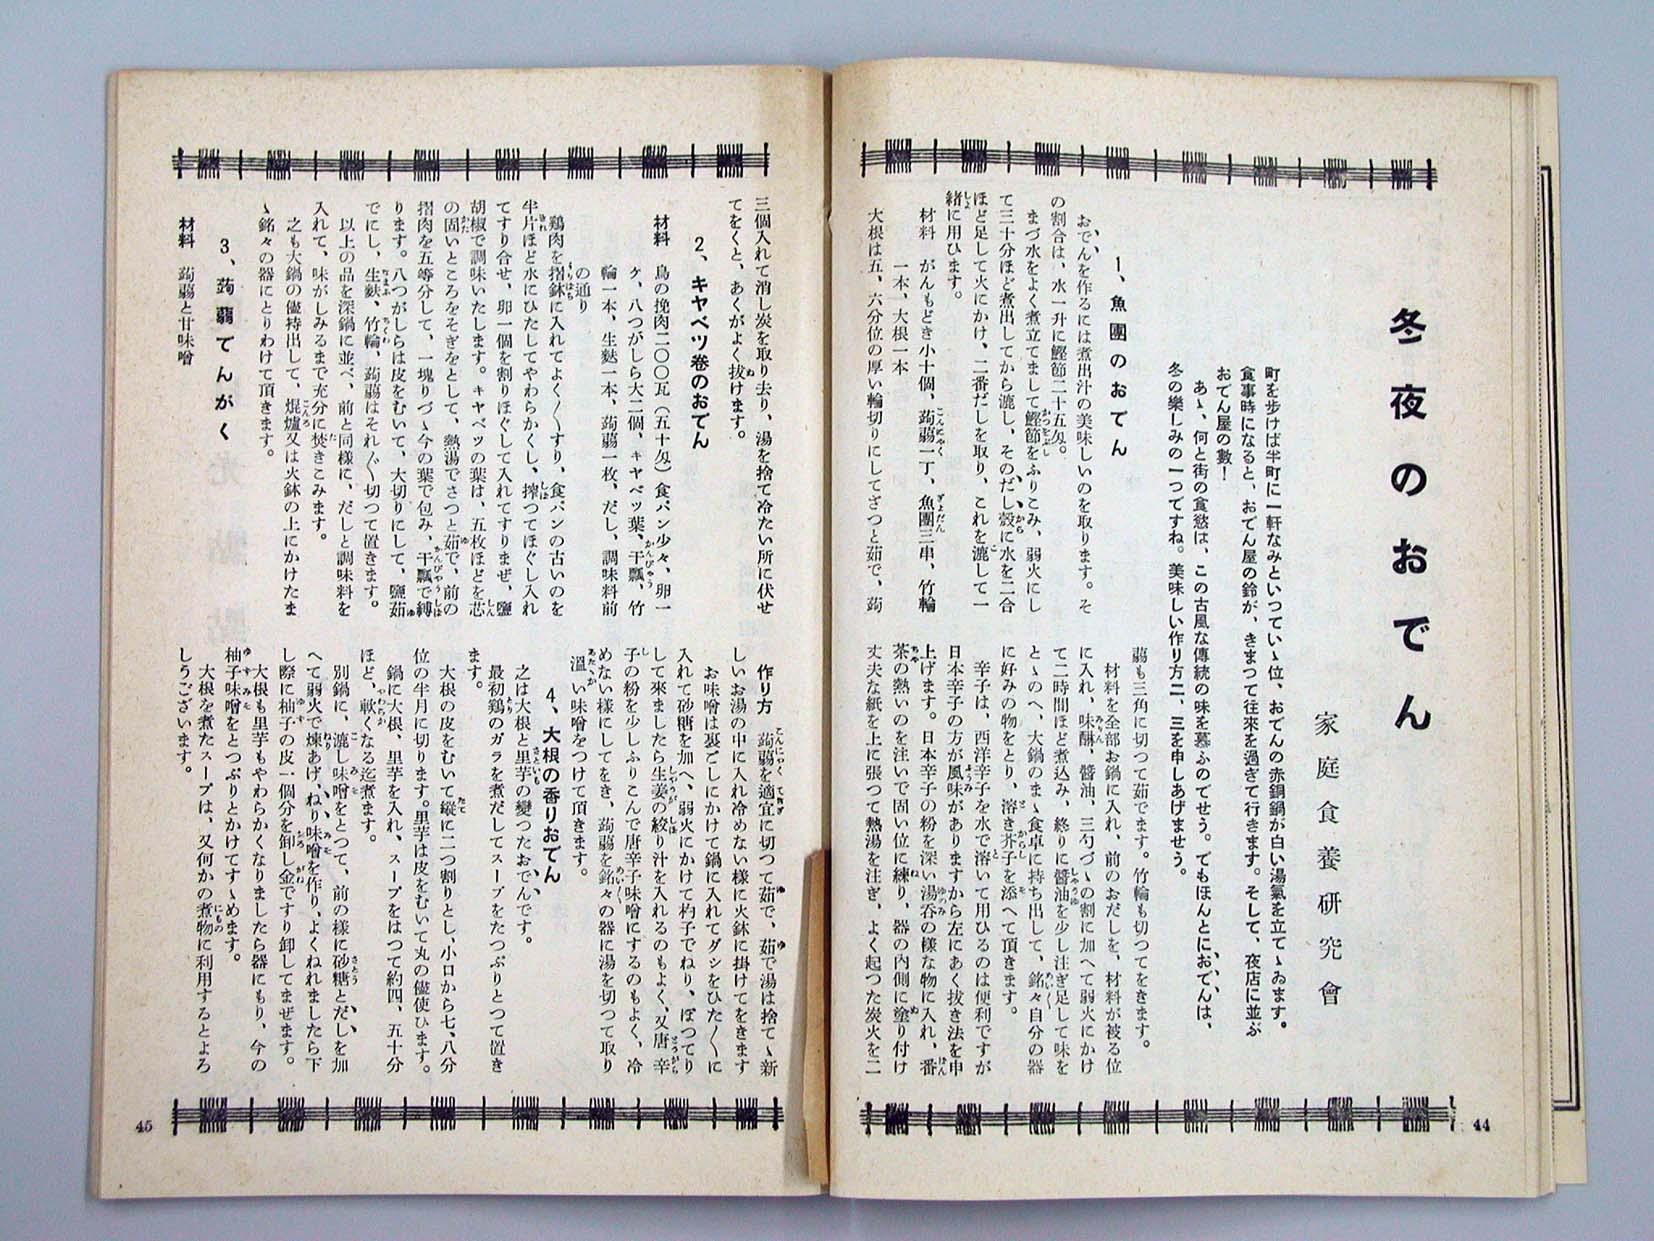 冬夜のおでん
家庭食養研究會
町を歩けば半町に一軒なみといつてい〻位、おでんの赤銅鍋が白い湯氣を立て〻ゐます。
食事時になると、おでん屋の鈴が、きまつて往來を過ぎて行きます。そして、夜店に並ぶ
おでん屋の數！
あ〻、何と街の食慾は、この古風な傳統の味を慕ふのでせう。でもほんとにおでんは、
冬の樂しみの一つですね。美味しい作り方二、三を申しあげませう。
1、魚團のおでん
おでんを作るには煮出汁の美味しいのを取ります。そ
の割合は、水一升に鰹節二十五匁。
まづ水をよく煮立てまして鰹節をふりこみ、弱火にし
て三十分ほど煮出してから漉し、そのだし殻に水を二合
ほど足して火にかけ、二番だしを取り、これを漉して一
緒に用ひます。
材料　がんもどき小十個、蒟蒻一丁、魚團三串、竹輪
一本、大根一本
大根は五、六分位の厚い輪切りにしてざつと茹で、蒟
蒻も三角に切つて茹でます。竹輪も切つてをきます。
材料を全部お鍋に入れ、前のおだしを、材料が被る位
に入れ、味醂、醬油、三勺づ〻の割に加へて弱火にかけ
て二時間ほど煮込み、終りに醬油を少し注ぎ足して味を
と〻のへ、大鍋のま〻食卓に持ち出して、銘々自分の器
に好みの物をとり、溶き芥子を添へて頂きます。
辛子は、西洋辛子を水で溶いて用ひるのは便利ですが
日本辛子の方が風味がありますから左にあく抜き法を申
上げます。日本辛子の粉を深い湯呑の樣な物に入れ、番
茶の熱いのを注いで固い位に練り、器の內側に塗り付け
丈夫な紙を上に張つて熱湯を注ぎ、よく起つた炭火を二
44
三個入れて消し炭を取り去り、湯を捨て冷たい所に伏せ
てをくと、あくがよく拔けます。
2、キヤベツ卷のおでん
材料　鳥の挽肉二〇〇瓦（五十匁）食パン少々、卵一
ケ、八つがしら大二個、キヤベツ葉、干瓢、竹
輪一本、生麩一本、蒟蒻一枚、だし、調味料前
の通り
鷄肉を摺鉢に入れてよく〳〵すり、食パンの古いのを
半片ほど水にひたしてやわらかくし、搾つてほぐし入れ
てすり合せ、卵一個を割りほぐして入れてすりまぜ、鹽
胡椒で調味いたします。キヤベツの葉は、五枚ほどを芯
の固いところをそぎをとして、熱湯でさつと茹で、前の
摺肉を五等分して、一塊りづ〻今の葉で包み、干瓢で縛
ります。八つがしらは皮をむいて、大切りにして、鹽茹
でにし、生麩、竹輪、蒟蒻はそれ〴〵切つて置きます。
以上の品を深鍋に並べ、前と同樣に、だしと調味料を
入れて、味がしみるまで充分に焚きこみます。
之も大鍋の儘持出して、焜爐又は火鉢の上にかけたま
〻銘々の器にとりわけて頂きます。
3、蒟蒻でんがく
材料　蒟蒻と甘味噌
作り方　蒟蒻を適宜に切つて茹で、茹で湯は捨て〻新
しいお湯の中に入れ冷めない樣に火鉢に掛けてをきます
お味噌は裏ごしにかけて鍋に入れてダシをひた〳〵に
入れて砂糖を加へ、弱火にかけて杓子でねり、ぽつてり
して來ましたら生姜の絞り汁を入れるのもよく、又唐辛
子の粉を少しふりこんで唐辛子味噌にするのもよく、冷
めない樣にしてをき、蒟蒻を銘々の器に湯を切つて取り
溫い味噌をつけて頂きます。
4、大根の香りおでん
之は大根と里芋の變つたおでんです。
最初鷄のガラを煮だしてスープをたつぷりとつて置き
ます。
大根の皮をむいて縱に二つ割りとし、小口から七、八分
位の半月に切ります。里芋は皮をむいて丸の儘使ひます。
鍋に大根、里芋を入れ、スープをはつて約四、五十分
ほど、軟くなる迄煮ます。
別鍋に、漉し味噌をとつて、前の樣に砂糖とだしを加
へて弱火で煉あげ、ねり味噌を作り、よくねれましたら下
し際に柚子の皮一個分を卸し金ですり卸してまぜます。
大根も里芋もやわらかくなりましたら器にもり、今の
柚子味噌をとつぷりとかけてす〻めます。
大根を煮たスープは、又何かの煮物に利用するとよろ
しうございます。
45